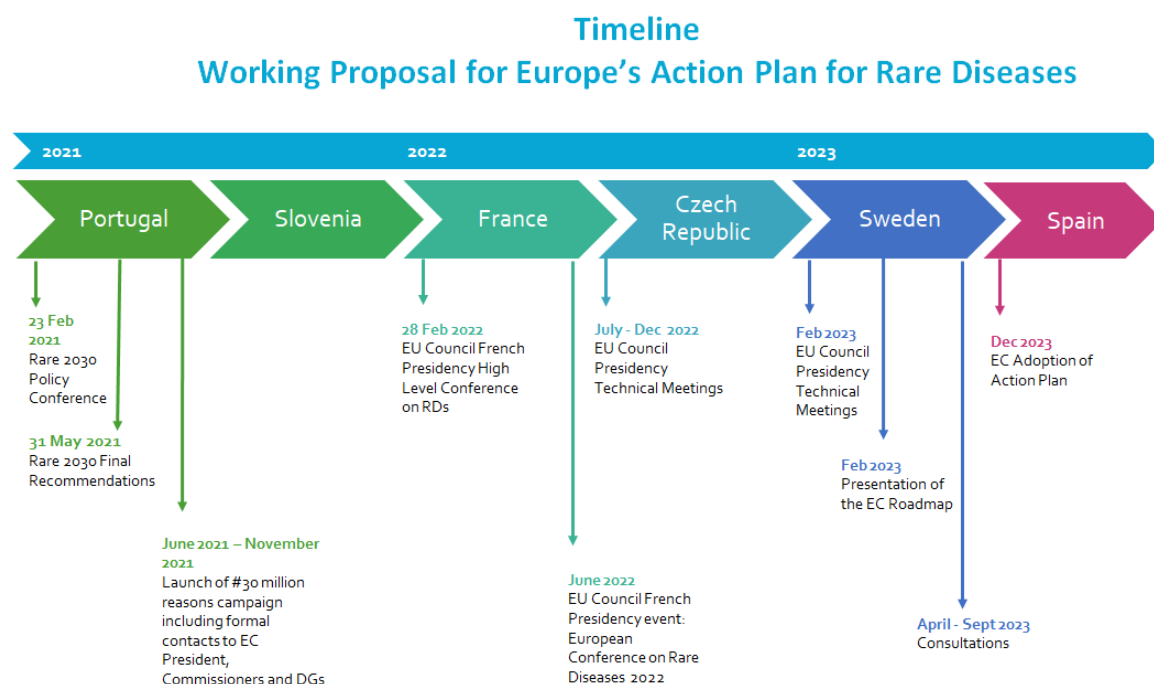 Timeline
Working Proposal for Europe's Action Plan for Rare Diseases
2021
2022
2023
Portugal
Slovenia
France
Czech
Republic
Sweden
Spain
23 Feb
2021
Rare 2030
Policy
Conference
31 May 2021
Rare 2030 Final
Recommendations
June 2021 – November
2021
Launch of #30 million
reasons campaign
including formal
contacts to EC
President,
Commissioners and DGs
28 Feb 2022
EU Council French
Presidency High
Level Conference
on RDs
June 2022
EU Council French
Presidency event:
European
Conference on Rare
Diseases 2022
July - Dec 2022
EU Council
Presidency
Technical Meetings
Feb 2023
EU Council
Presidency
Technical
Meetings
Feb 2023
Presentation of
the EC Roadmap
April - Sept 2023
Consultations
Dec 2023
EC Adoption of
Action Plan